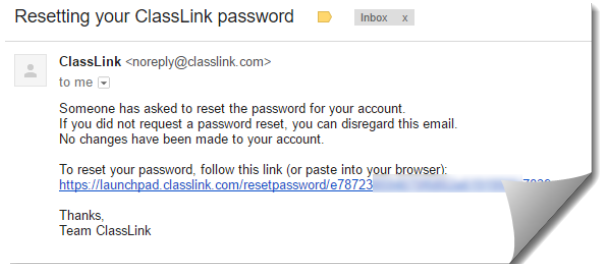 Resetting your ClassLink password Inbox x
ClassLink <noreply@classlink.com>
to me
Someone has asked to reset the password for your account.
If you did not request a password reset, you can disregard this email.
No changes have been made to your account.
To reset your password, follow this link (or paste into your browser):
https://launchpad.classlink.com/resetpassword/e78723
Thanks,
Team ClassLink